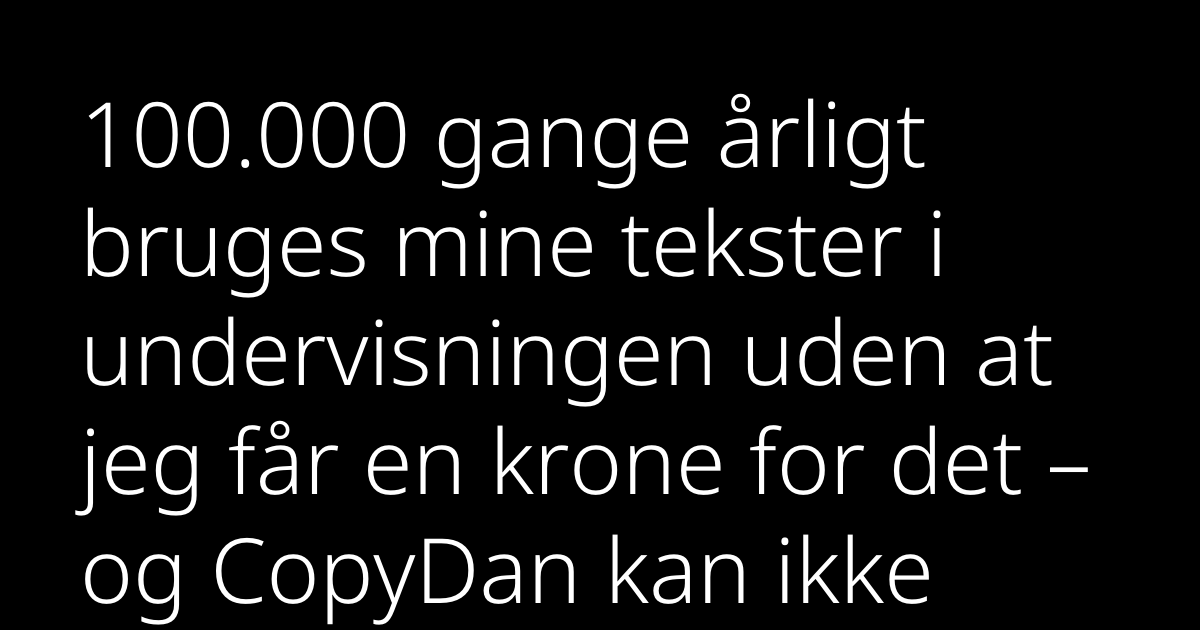 100.000 gange årligt
bruges mine tekster i
undervisningen uden at
jeg får en krone for det –
og CopyDan kan ikke